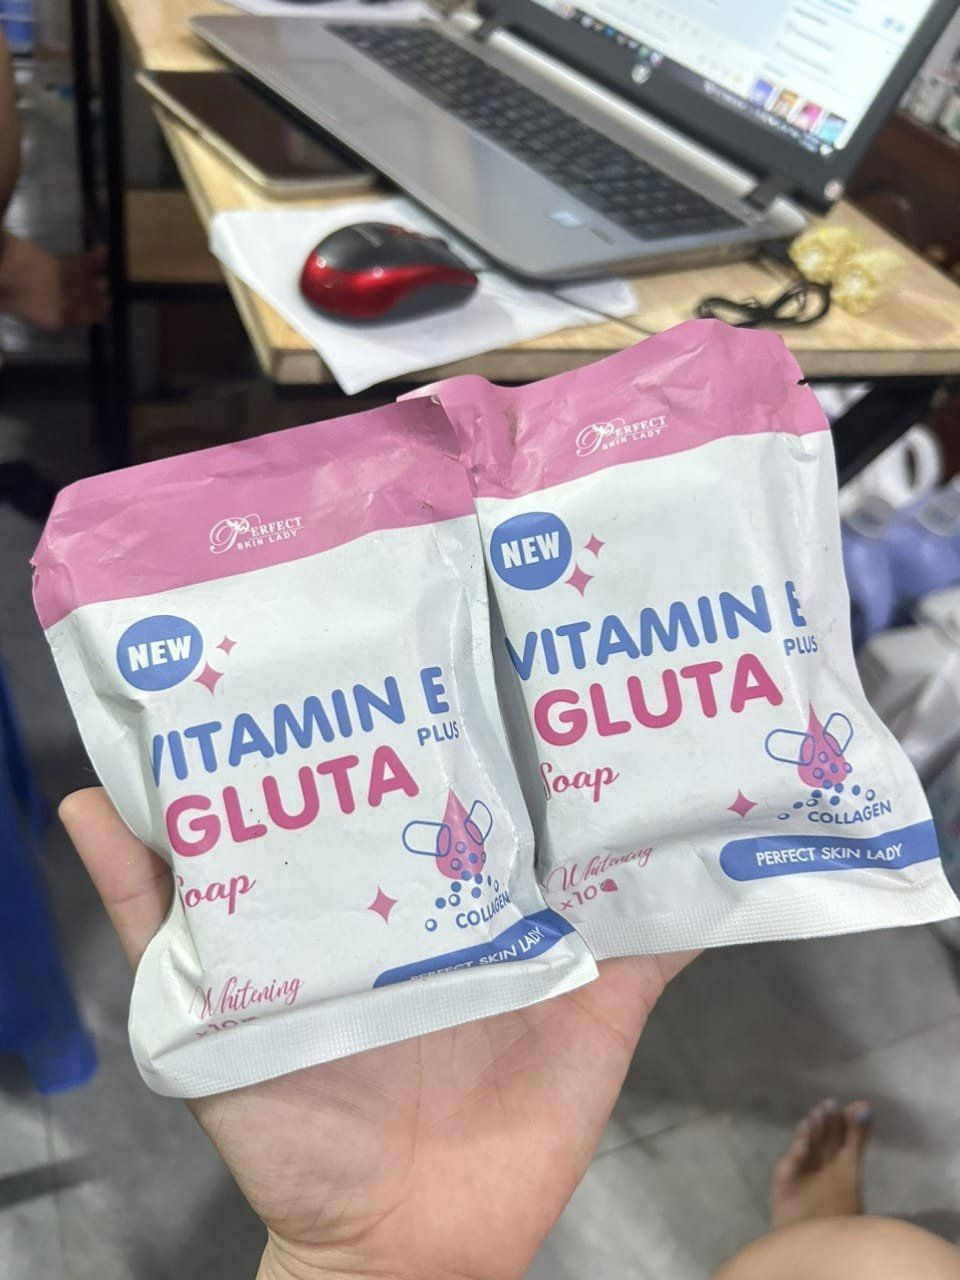 PERFECT
SKIN LADY
NEW
VITAMIN E
PLUS
GLUTA
Soap
COLLAGEN
PERFECT SKIN LADY
Whitening
x10
PERFECT
SKIN LADY
NEW
VITAMIN E
PLUS
GLUTA
Soap
COLLAGEN
PERFECT SKIN LADY
Whitening
x10